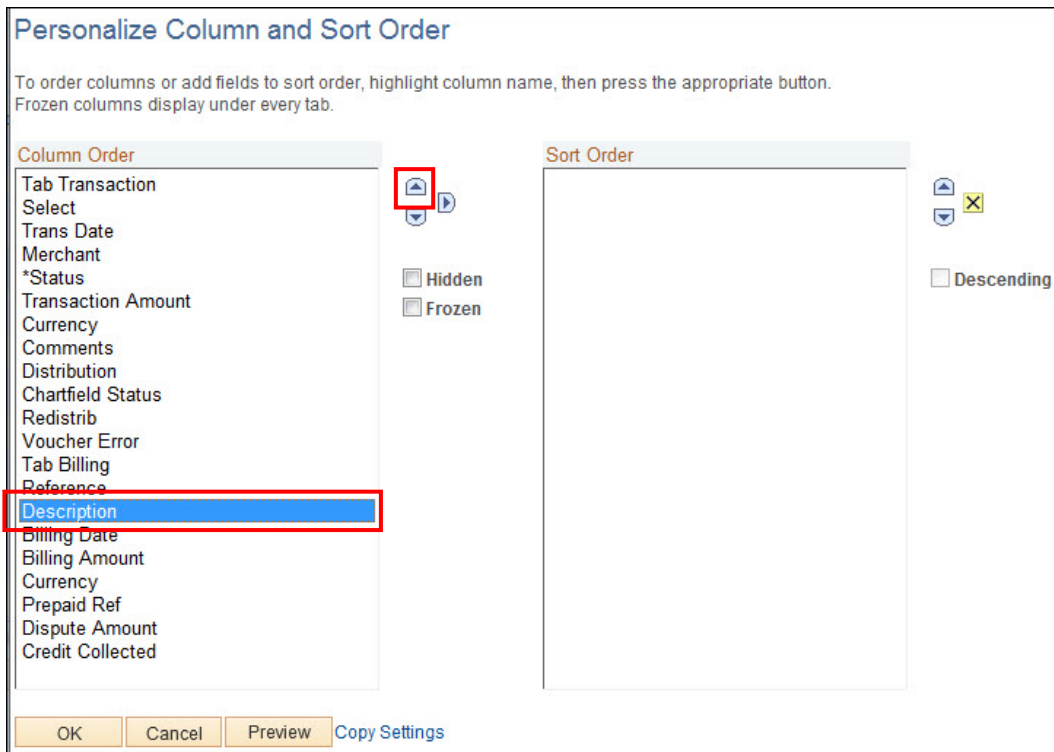 Personalize Column and Sort Order
To order columns or add fields to sort order, highlight column name, then press the appropriate button.
Frozen columns display under every tab.
Column Order
Tab Transaction
Select
Trans Date
Merchant
*Status
Transaction Amount
Currency
Comments
Distribution
Chartfield Status
Redistrib
Voucher Error
Tab Billing
Reference
Description
Billing Date
Billing Amount
Currency
Prepaid Ref
Dispute Amount
Credit Collected
Hidden
Frozen
Sort Order
Descending
OK Cancel Preview Copy Settings